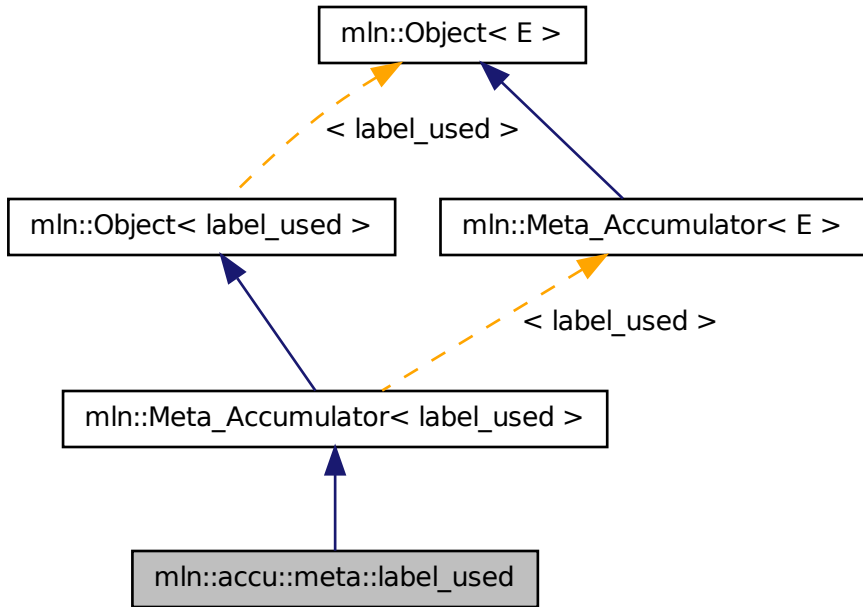 mln::Object< E >
< label_used >
mln::Object< label_used >
mln::Meta_Accumulator< E >
< label_used >
mln::Meta_Accumulator< label_used >
mln::accu::meta::label_used